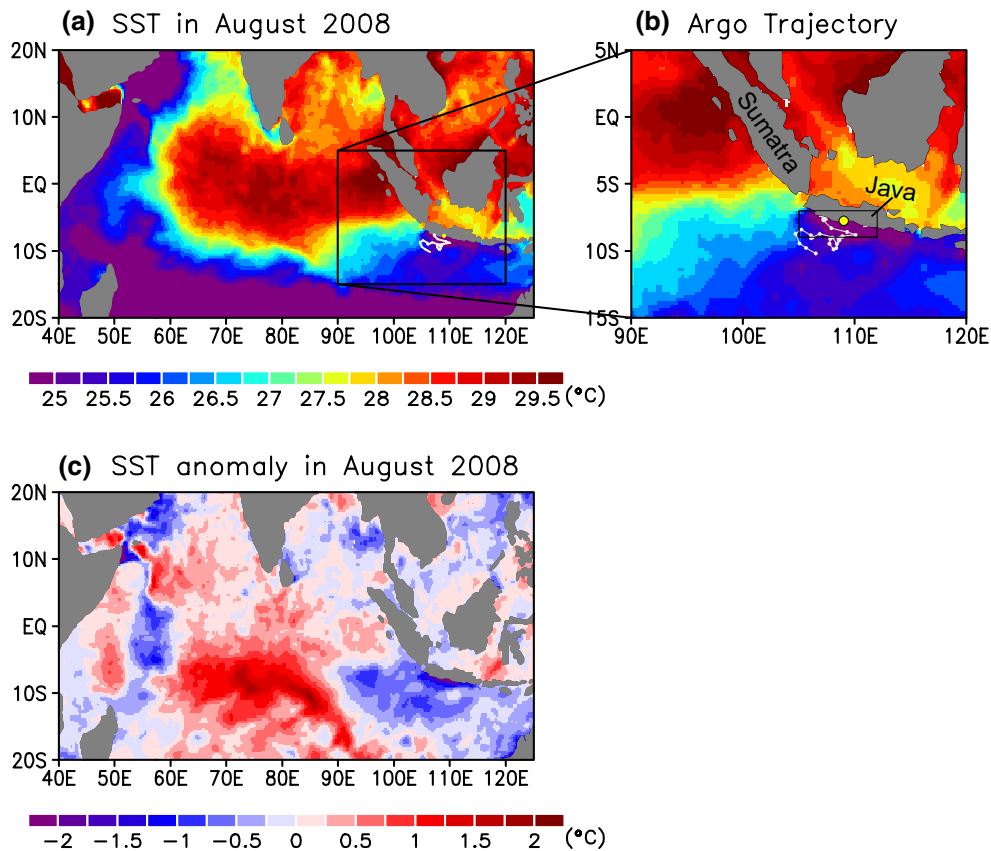 (a) SST in August 2008
20N
10N
EQ
10S
20S
40E 50E 60E 70E 80E 90E 100E 110E 120E
25 25.5 26 26.5 27 27.5 28 28.5 29 29.5 (°C)
(b) Argo Trajectory
5N
EQ
5S
10S
15S
90E 100E 110E 120E
Sumatra
Java
(c) SST anomaly in August 2008
20N
10N
EQ
10S
20S
40E 50E 60E 70E 80E 90E 100E 110E 120E
-2 -1.5 -1 -0.5 0 0.5 1 1.5 2 (°C)